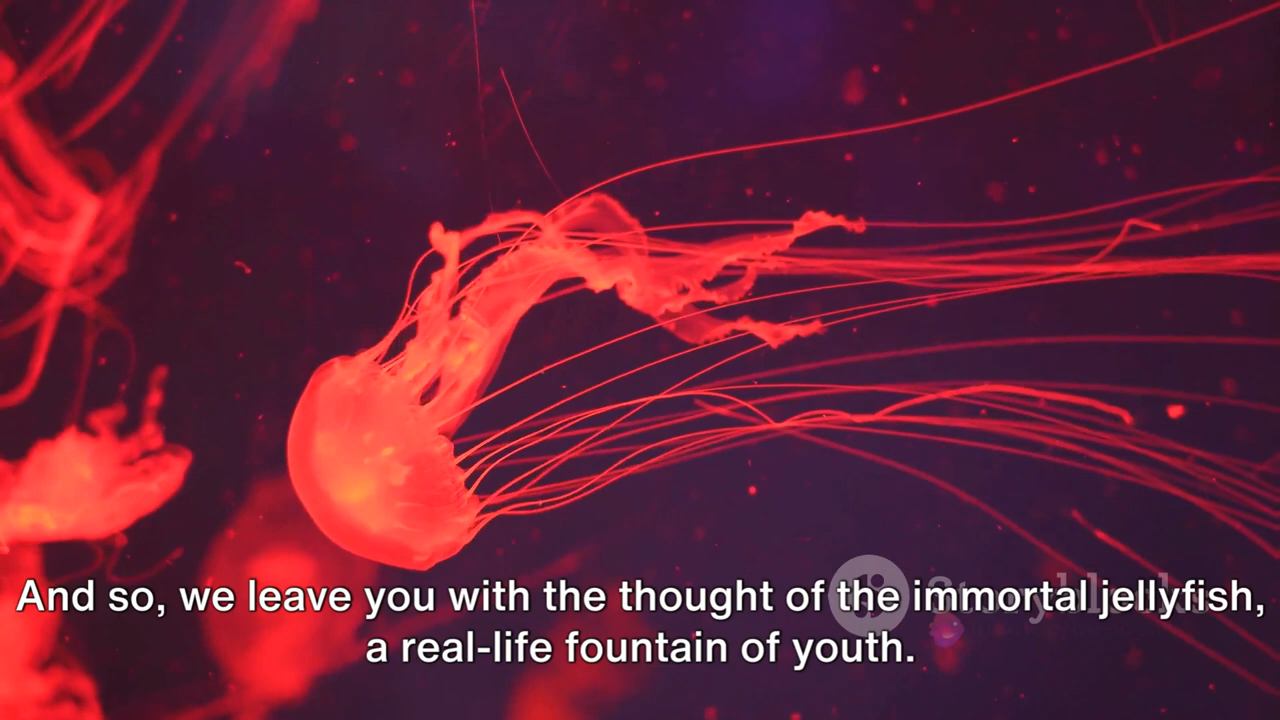 And so, we leave you with the thought of the immortal jellyfish,
a real-life fountain of youth.